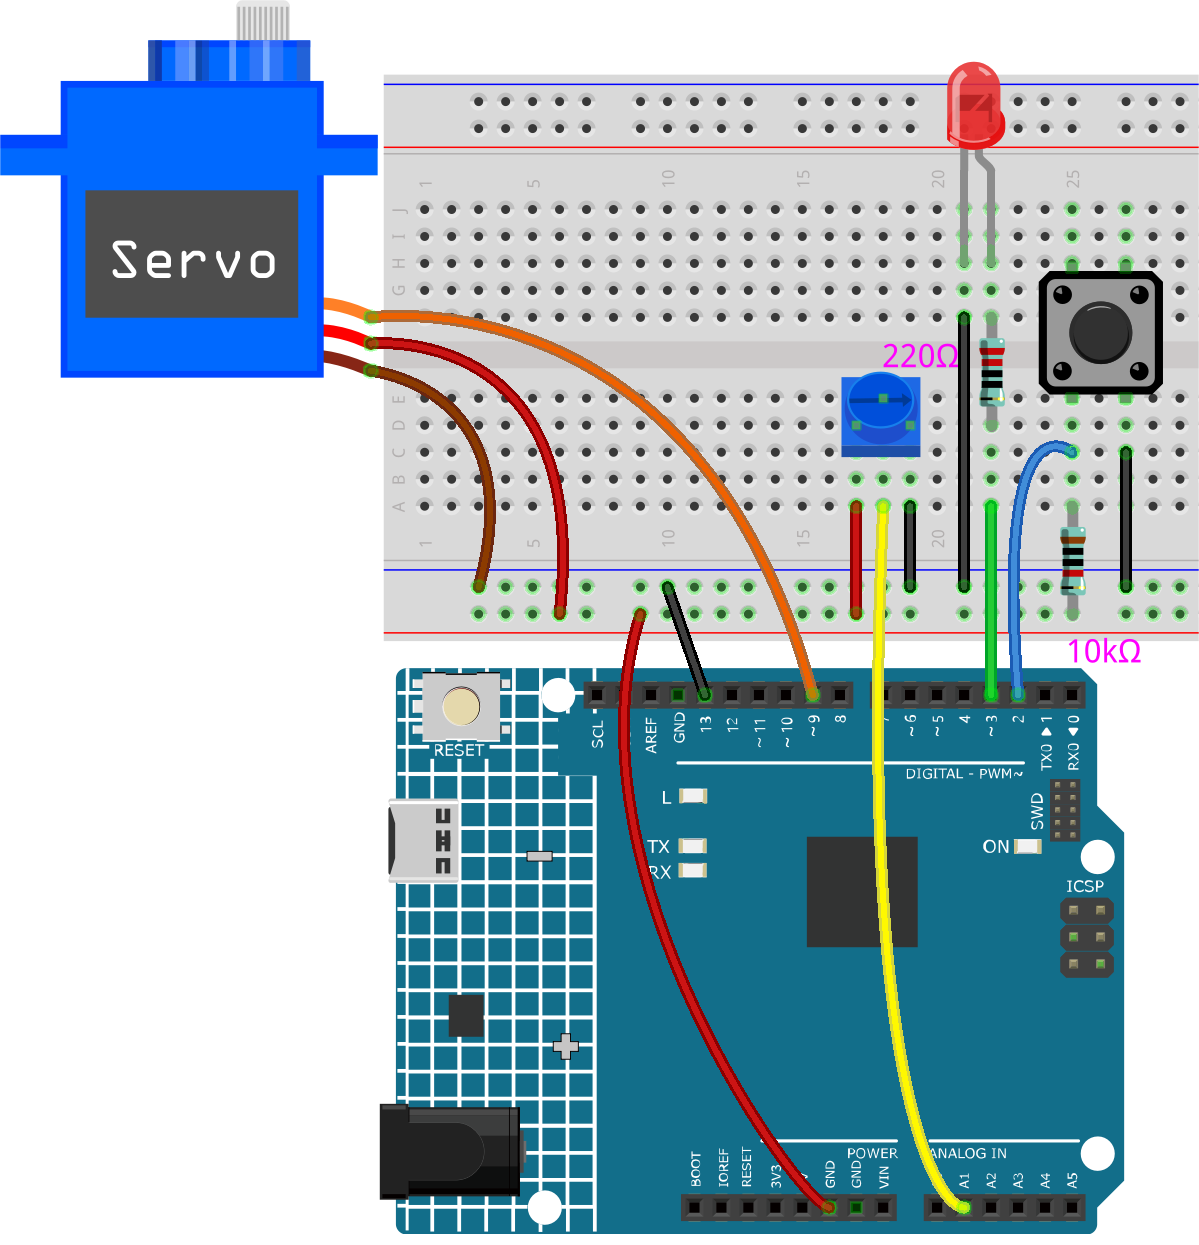 Servo
1 5 10 15 20 25
J
I
H
G
220Ω
E
D
C
B
A
1 5 10 15 20
10kΩ
RESET
SCL
AREF
GND
13
12
~11
~10
~9
8
7
~6
~5
4
~3
2
TX0 ▶ 1
RX0 ◀ 0
DIGITAL - PWM~
L
TX
RX
SWD
ON
ICSP
POWER
ANALOG IN
BOOT
IOREF
RESET
3V3
GND
GND
VIN
A1
A2
A3
A4
A5